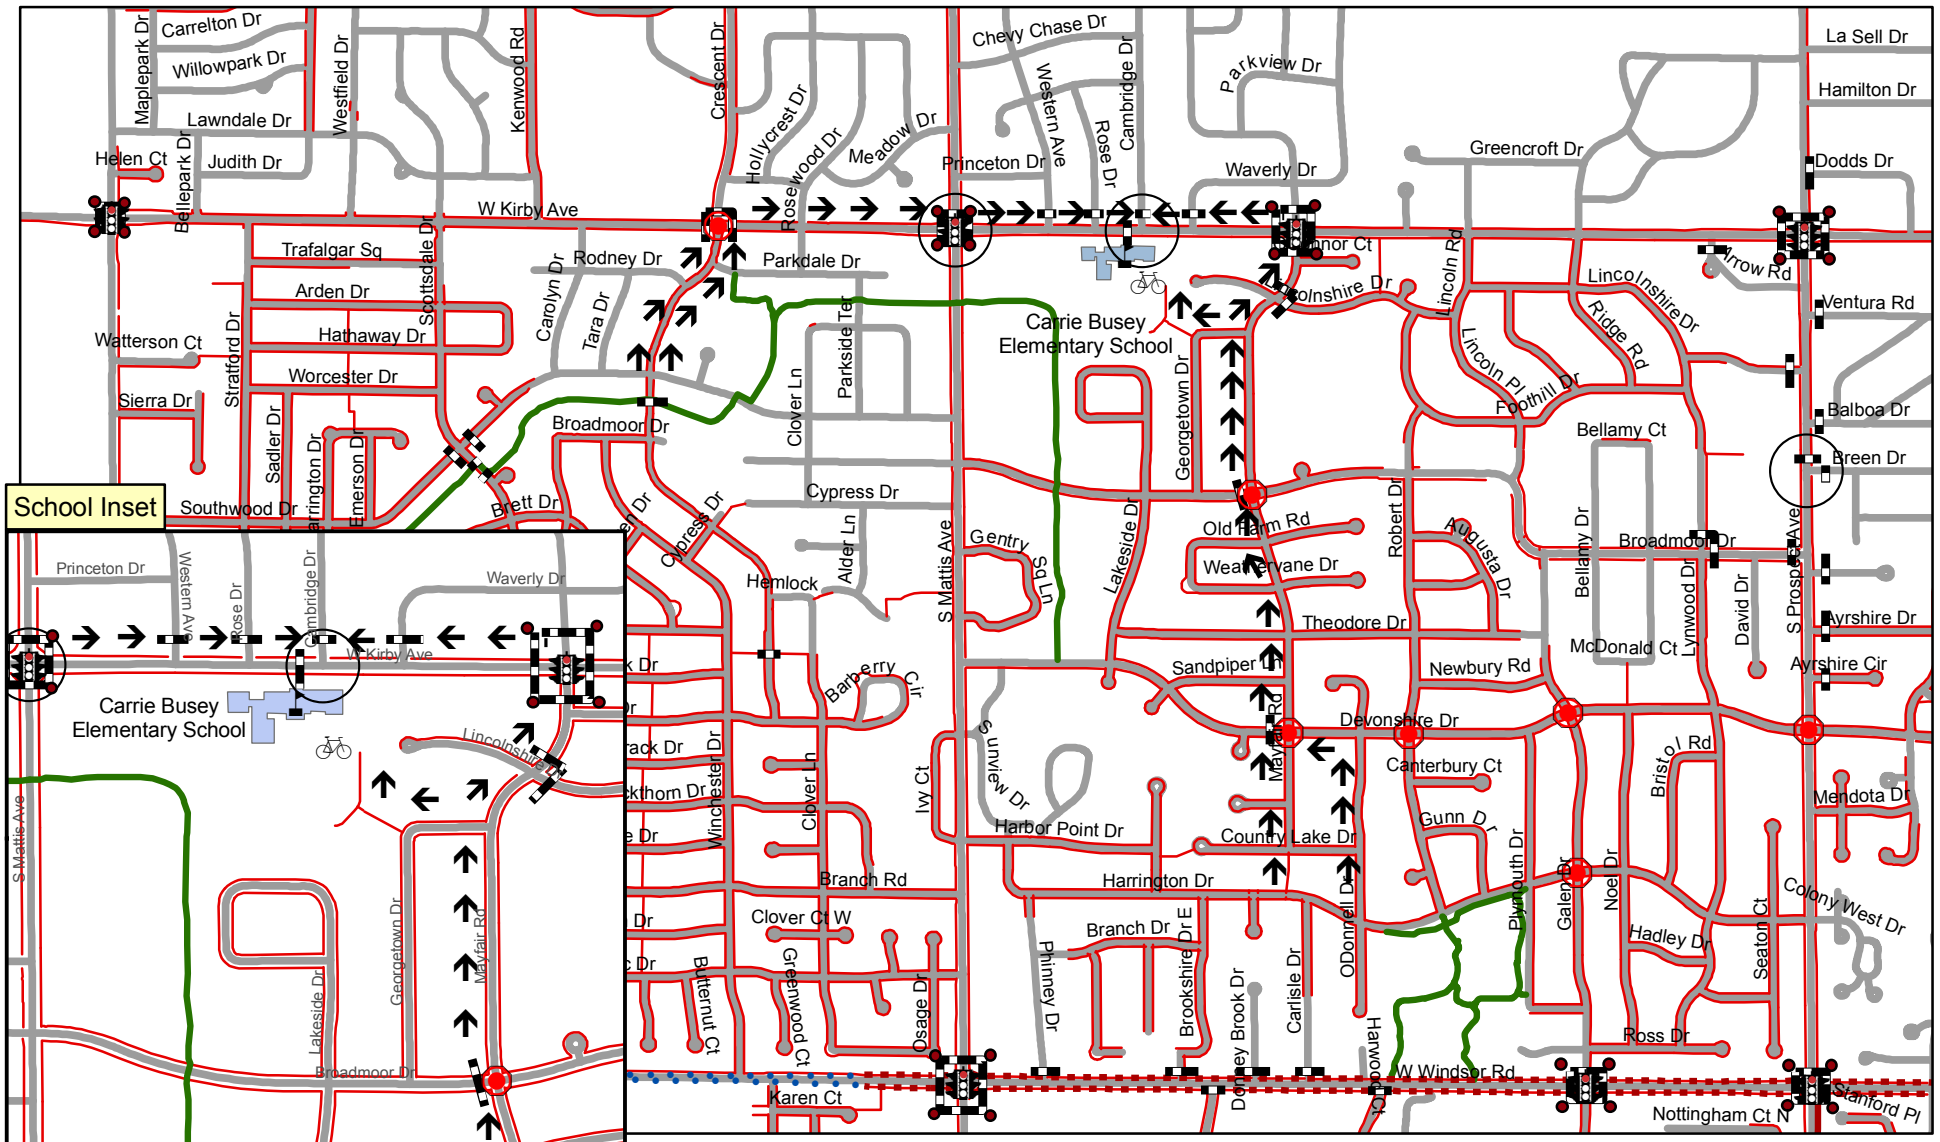 Carrelton Dr
Maplepark Dr
Willowpark Dr
Westfield Dr
Kenwood Rd
Crescent Dr
Chevy Chase Dr
Cambridge Dr
Parkview Dr
La Sell Dr
Hamilton Dr
Lawndale Dr
Hollycrest Dr
Rosewood Dr
Meadow Dr
Western Ave
Rose Dr
Helen Ct
Bellepark Dr
Judith Dr
Princeton Dr
Waverly Dr
Greencroft Dr
Dodds Dr
W Kirby Ave
Trafalgar Sq
Scottsdale Dr
Rodney Dr
Parkdale Dr
Lincoln Rd
Arrow Rd
Arden Dr
Carolyn Dr
Tara Dr
Parkside Ter
Lincolnshire Dr
Lincolnshire Dr
Ventura Rd
Carrie Busey
Elementary School
Hathaway Dr
Watterson Ct
Stratford Dr
Ridge Rd
Lincoln Pl
Worcester Dr
Georgetown Dr
Foothill Dr
Sierra Dr
Clover Ln
Balboa Dr
Broadmoor Dr
Bellamy Ct
Sadler Dr
Emerson Dr
Breen Dr
School Inset
Southwood Dr
Brett Dr
Cypress Dr
Cypress Dr
Old Farm Rd
Robert Dr
Augusta Dr
Bellamy Dr
Broadmoor Dr
S Prospect Ave
Alder Ln
S Mattis Ave
Gentry
Sq Ln
Lakeside Dr
Weathervane Dr
Hemlock
Lynwood Dr
David Dr
Theodore Dr
Ayrshire Dr
McDonald Ct
Barberry Cir
Sandpiper Ln
Newbury Rd
Ayrshire Cir
Mayfair Rd
Devonshire Dr
Sunview Dr
Bristol Rd
Winchester Dr
Clover Ln
Ivy Ct
Canterbury Ct
Mendota Dr
Harbor Point Dr
Country Lake Dr
Gunn Dr
Plymouth Dr
Branch Rd
Harrington Dr
ODonnell Dr
Galen Dr
Noel Dr
Colony West Dr
Clover Ct W
Branch Dr
Hadley Dr
Seaton Ct
Butternut Ct
Greenwood Ct
Osage Dr
Phinney Dr
Brookshire Dr E
Carlisle Dr
Harwood Ct
Ross Dr
W Windsor Rd
Karen Ct
Nottingham Ct N
Stanford Pl
Princeton Dr
Western Ave
Rose Dr
Cambridge Dr
Waverly Dr
W Kirby Ave
Carrie Busey
Elementary School
Lincolnshire Dr
S Mattis Ave
Georgetown Dr
Mayfair Rd
Lakeside Dr
Broadmoor Dr